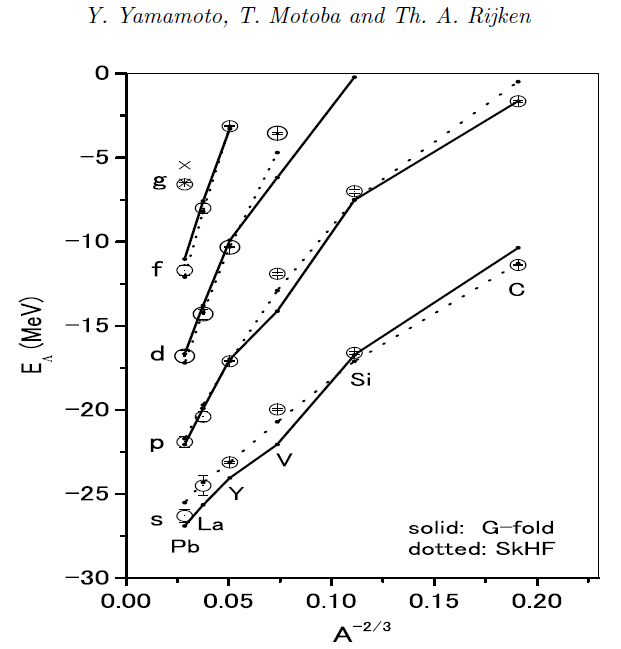 Y. Yamamoto, T. Motoba and Th. A. Rijken
0
−5
−10
−15
−20
−25
−30
E_Λ (MeV)
g
f
d
p
s
Pb
La
Y
V
Si
C
solid: G-fold
dotted: SkHF
0.00
0.05
0.10
0.15
0.20
A^{-2/3}